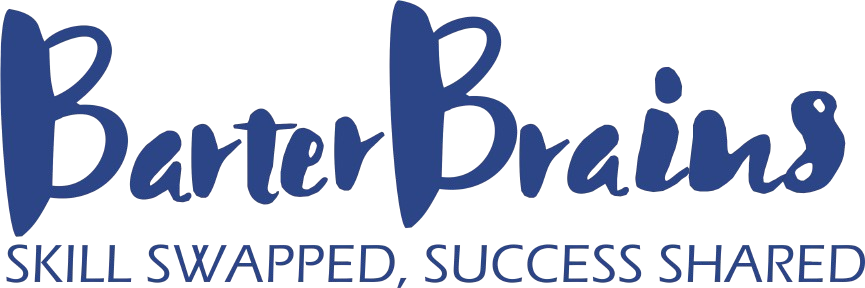 BarterBrains
SKILL SWAPPED, SUCCESS SHARED